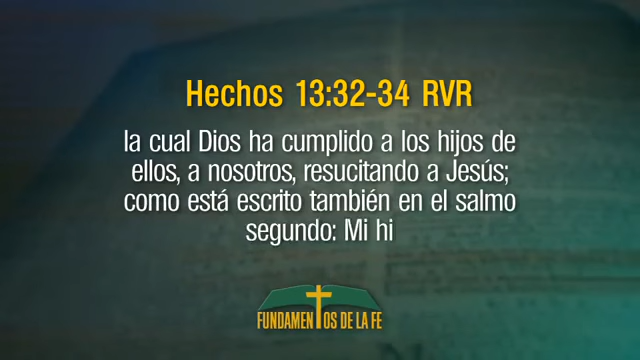 Hechos 13:32-34 RVR
la cual Dios ha cumplido a los hijos de
ellos, a nosotros, resucitando a Jesús;
como está escrito también en el salmo
segundo: Mi hi
FUNDAMENTOS DE LA FE